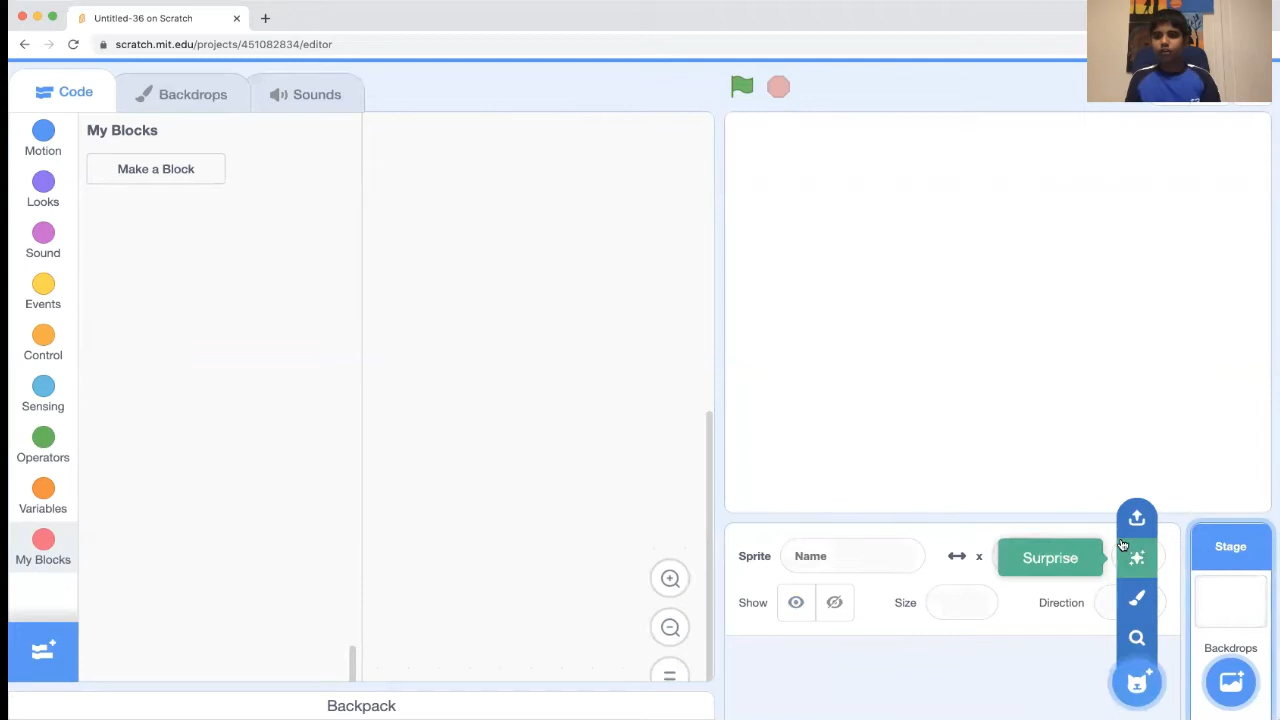 Untitled-36 on Scratch
scratch.mit.edu/projects/451082834/editor
Code
Backdrops
Sounds
Motion
Looks
Sound
Events
Control
Sensing
Operators
Variables
My Blocks
My Blocks
Make a Block
Backpack
Sprite
Name
x
Surprise
Show
Size
Direction
Stage
Backdrops